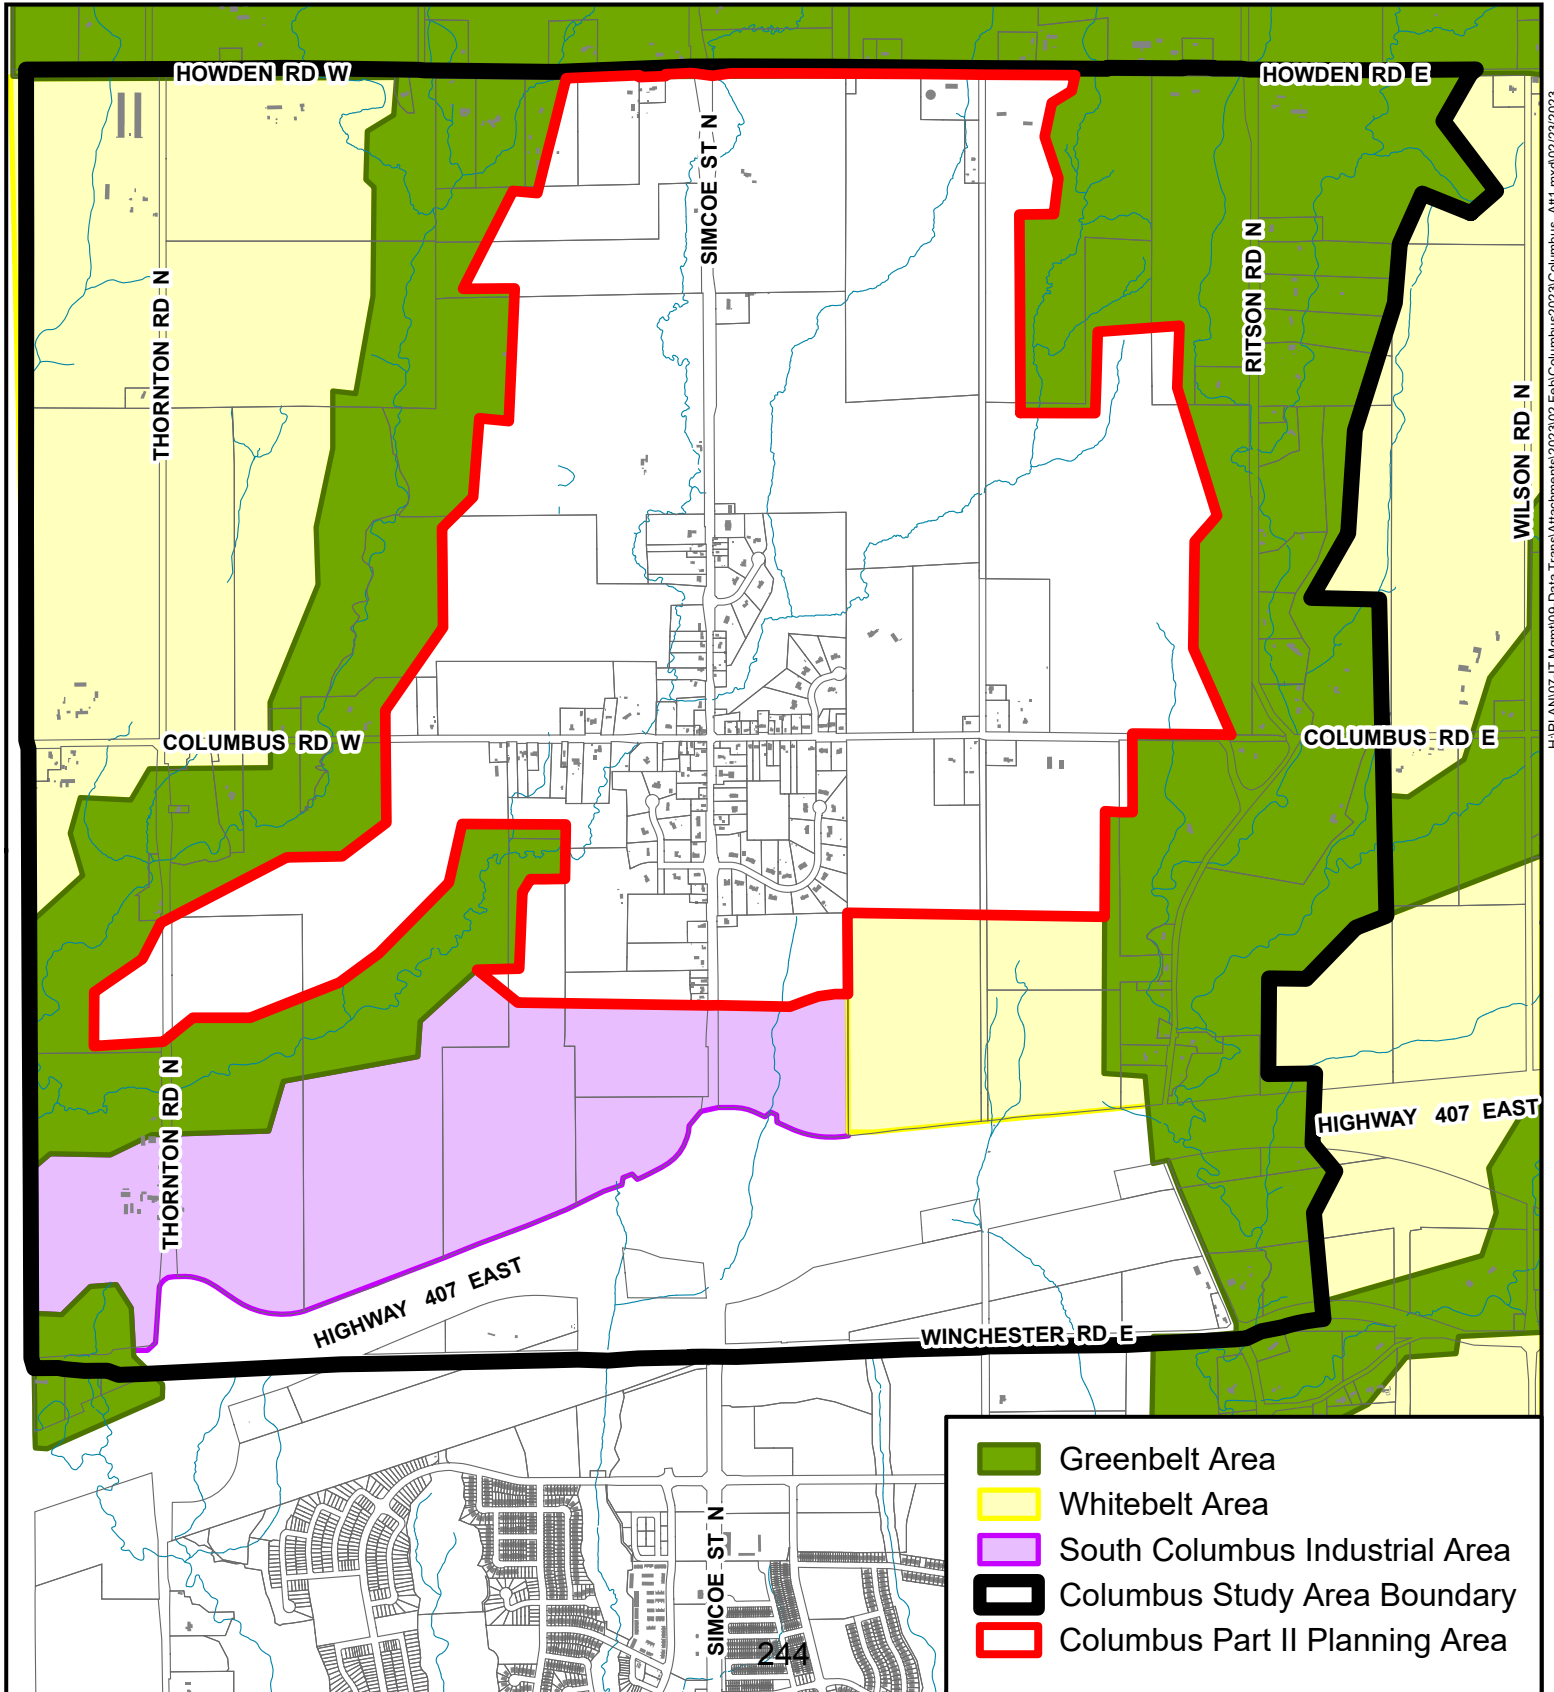 HOWDEN RD W
HOWDEN RD E
SIMCOE ST N
THORNTON RD N
RITSON RD N
WILSON RD N
COLUMBUS RD W
COLUMBUS RD E
THORNTON RD N
HIGHWAY 407 EAST
HIGHWAY 407 EAST
WINCHESTER RD E
SIMCOE ST N
244
Greenbelt Area
Whitebelt Area
South Columbus Industrial Area
Columbus Study Area Boundary
Columbus Part II Planning Area